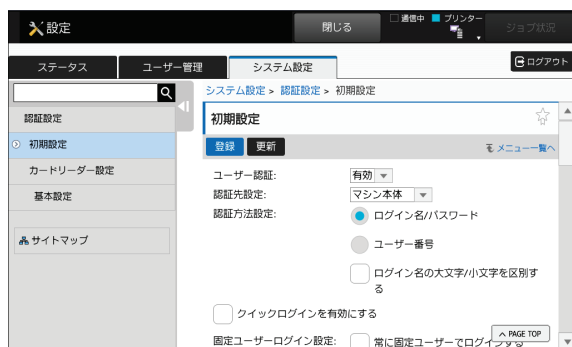 設定
閉じる
通信中
プリンター
ジョブ状況
ステータス
ユーザー管理
システム設定
ログアウト
システム設定 > 認証設定 > 初期設定
認証設定
初期設定
カードリーダー設定
基本設定
サイトマップ
初期設定
登録
更新
メニュー一覧へ
ユーザー認証:
有効
認証先設定:
マシン本体
認証方法設定:
ログイン名/パスワード
ユーザー番号
ログイン名の大文字/小文字を区別す
る
クイックログインを有効にする
固定ユーザーログイン設定:
常に固定ユーザーでログインする
PAGE TOP